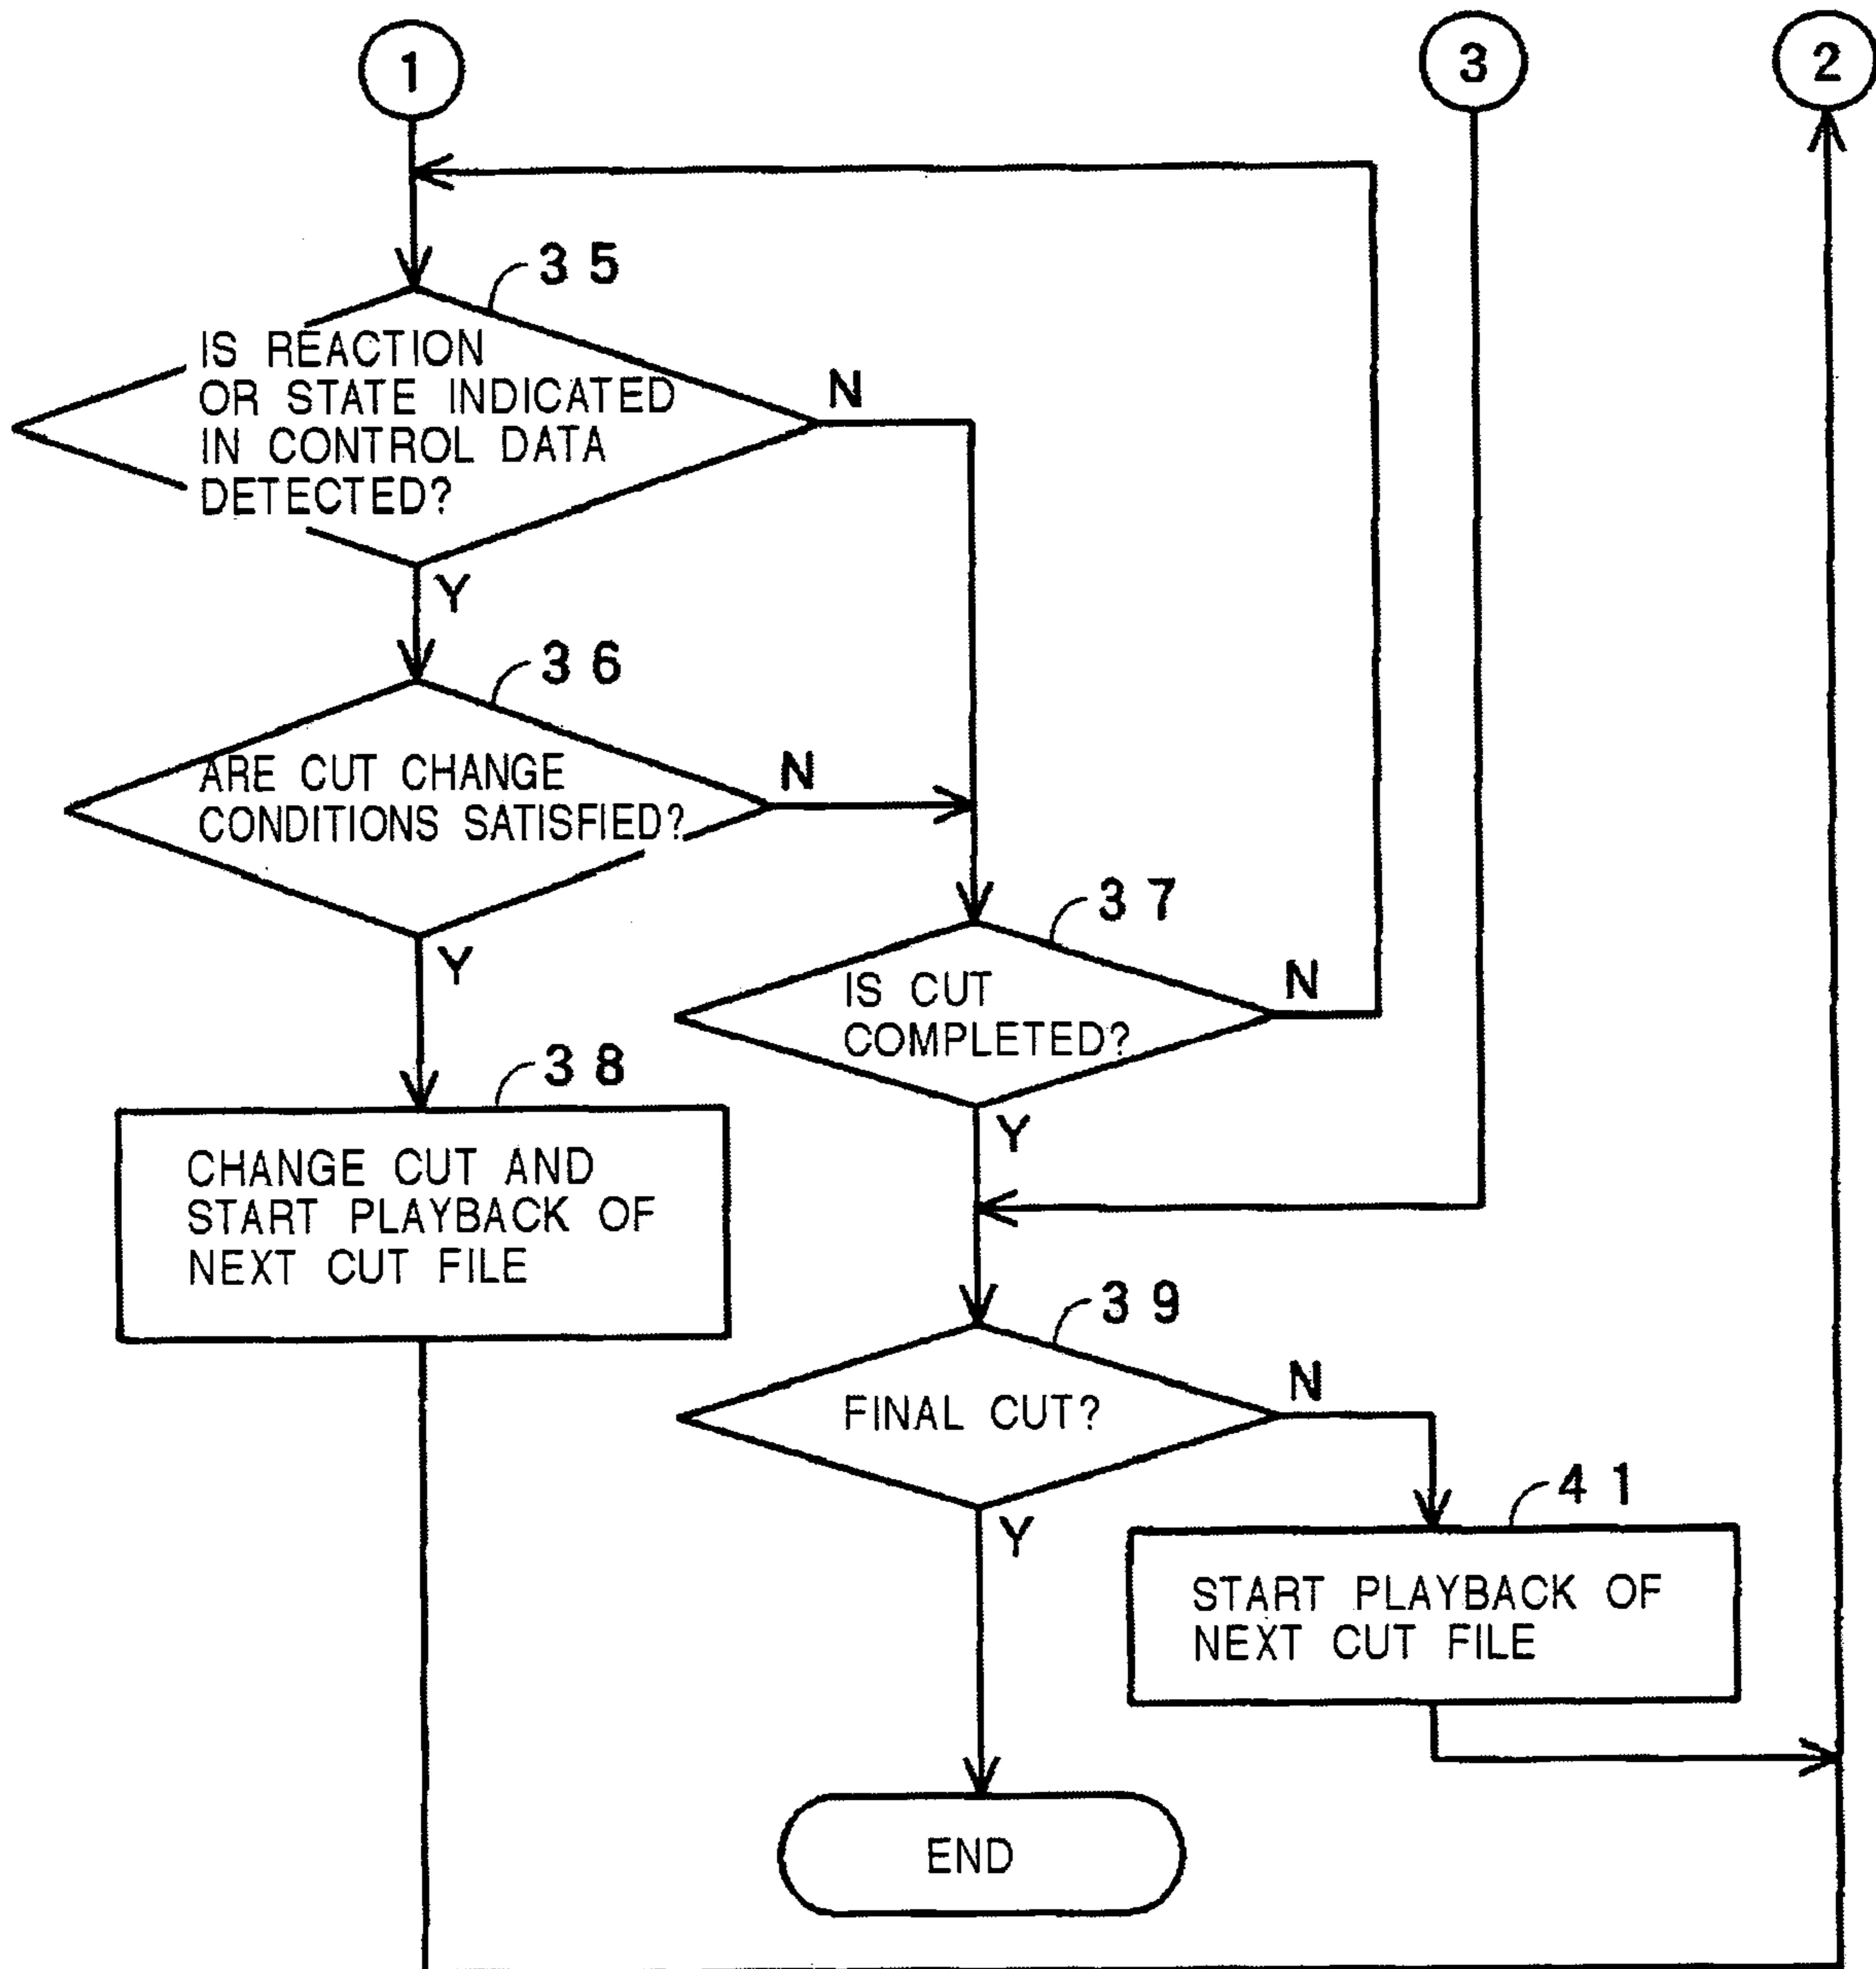 1
3
2
35
IS REACTION
OR STATE INDICATED
IN CONTROL DATA
DETECTED?
N
Y
36
ARE CUT CHANGE
CONDITIONS SATISFIED?
N
Y
37
IS CUT
COMPLETED?
N
Y
38
CHANGE CUT AND
START PLAYBACK OF
NEXT CUT FILE
39
FINAL CUT?
N
Y
41
START PLAYBACK OF
NEXT CUT FILE
END